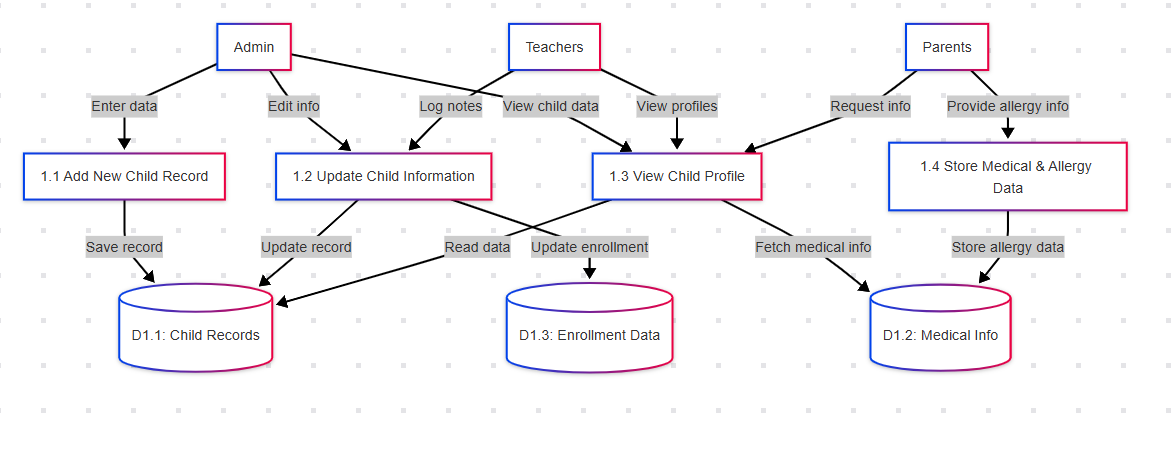 Admin
Teachers
Parents
Enter data
Edit info
Log notes
View child data
View profiles
Request info
Provide allergy info
1.1 Add New Child Record
1.2 Update Child Information
1.3 View Child Profile
1.4 Store Medical & Allergy
Data
Save record
Update record
Read data
Update enrollment
Fetch medical info
Store allergy data
D1.1: Child Records
D1.3: Enrollment Data
D1.2: Medical Info